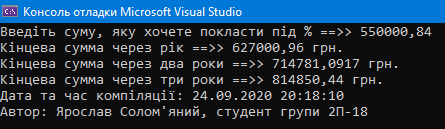 Консоль отладки Microsoft Visual Studio
Введіть суму, яку хочете покласти під % ==>> 550000,84
Кінцева сумма через рік ==>> 627000,96 грн.
Кінцева сумма через два роки ==>> 714781,0917 грн.
Кінцева сумма через три роки ==>> 814850,44 грн.
Дата та час компіляції: 24.09.2020 20:18:10
Автор: Ярослав Солом'яний, студент групи 2П-18